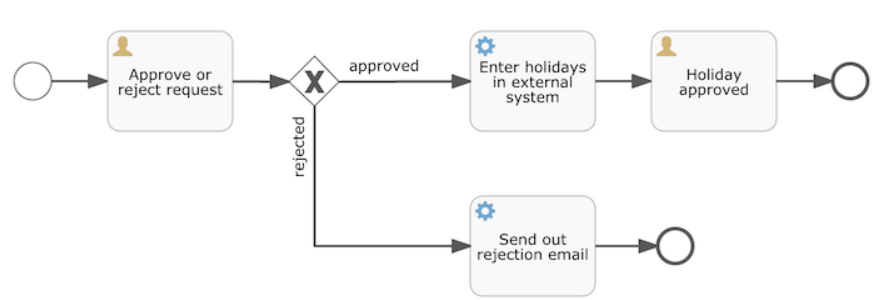 Approve or
reject request
approved
rejected
Enter holidays
in external
system
Holiday
approved
Send out
rejection email